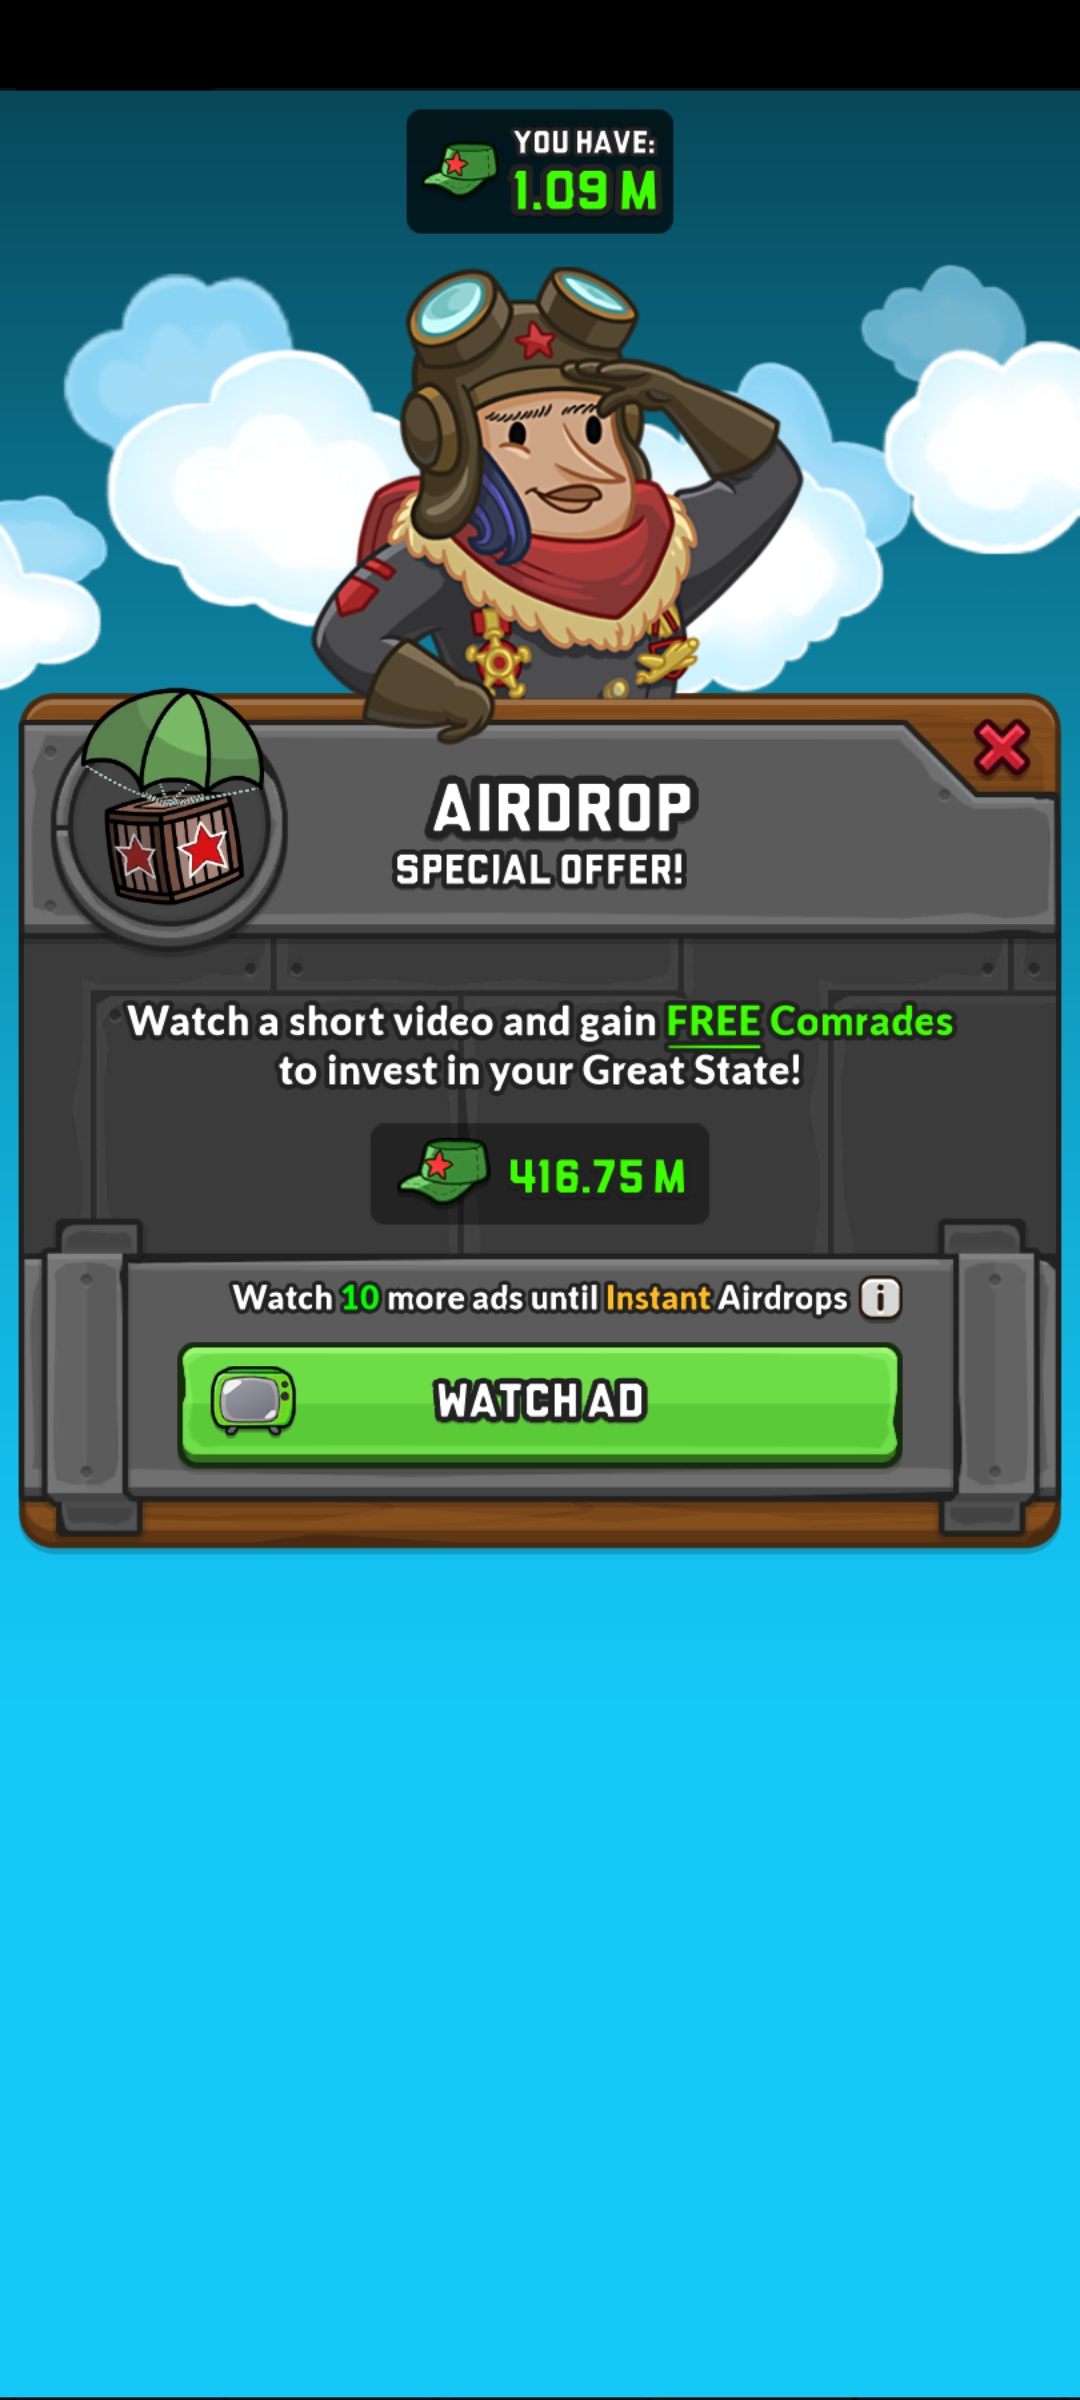 YOU HAVE:
1.09 M
AIRDROP
SPECIAL OFFER!
Watch a short video and gain FREE Comrades
to invest in your Great State!
416.75 M
Watch 10 more ads until Instant Airdrops i
WATCH AD